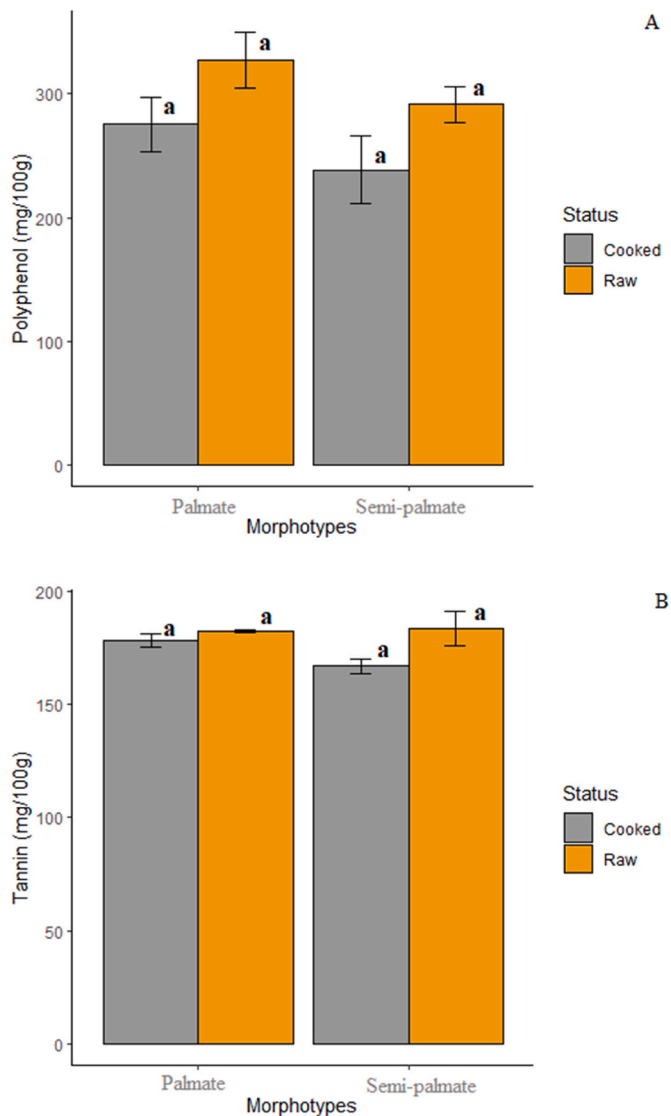 A
300
200
100
0
Polyphenol (mg/100g)
a
a
a
a
Palmate
Semi-palmate
Morphotypes
Status
Cooked
Raw
B
200
150
100
50
0
Tannin (mg/100g)
a
a
a
a
Palmate
Semi-palmate
Morphotypes
Status
Cooked
Raw